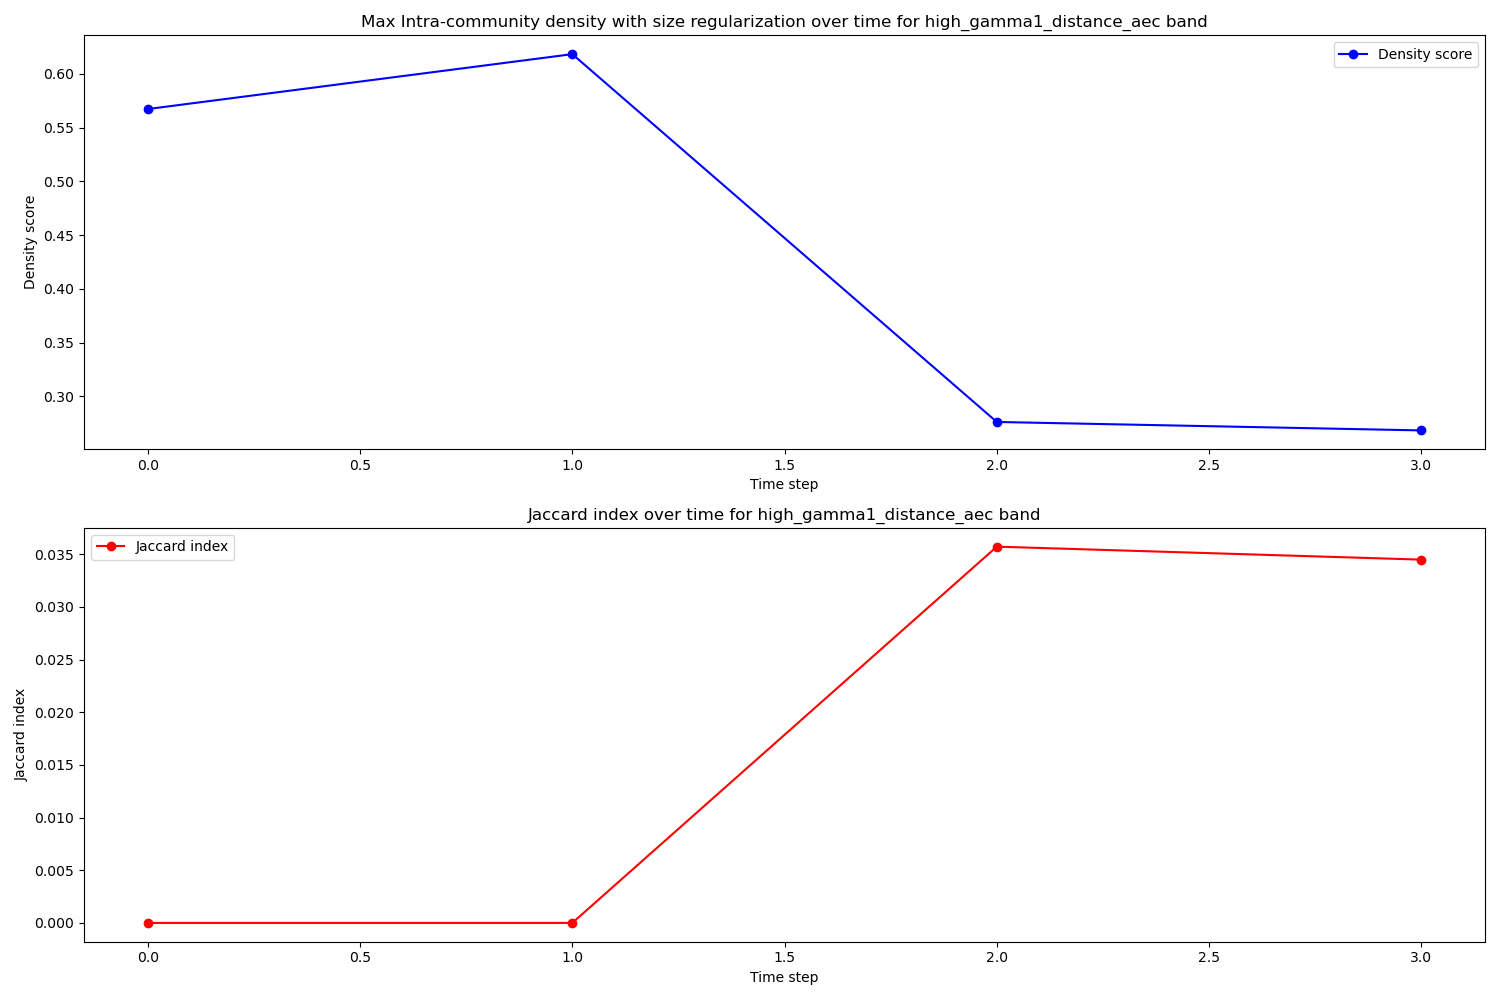 Max Intra-community density with size regularization over time for high_gamma1_distance_aec band
Density score
0.60
0.55
0.50
0.45
0.40
0.35
0.30
Density score
0.0 0.5 1.0 1.5 2.0 2.5 3.0
Time step
Jaccard index over time for high_gamma1_distance_aec band
Jaccard index
0.035
0.030
0.025
0.020
0.015
0.010
0.005
0.000
Jaccard index
0.0 0.5 1.0 1.5 2.0 2.5 3.0
Time step